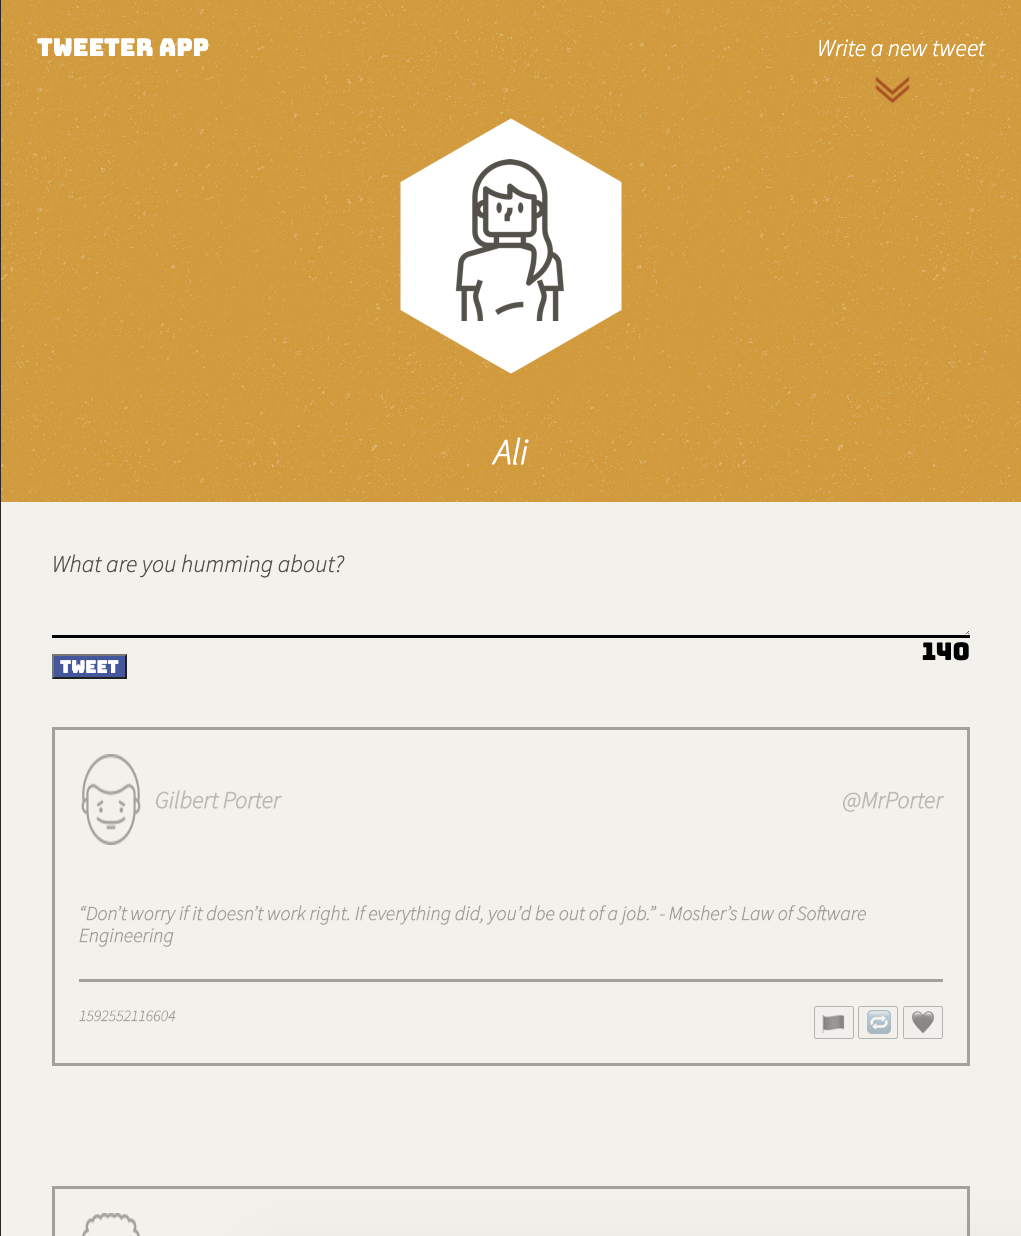 TWEETER APP
Write a new tweet
Ali
What are you humming about?
140
TWEET
Gilbert Porter
@MrPorter
“Don’t worry if it doesn’t work right. If everything did, you’d be out of a job.” - Mosher’s Law of Software
Engineering
1592552116604